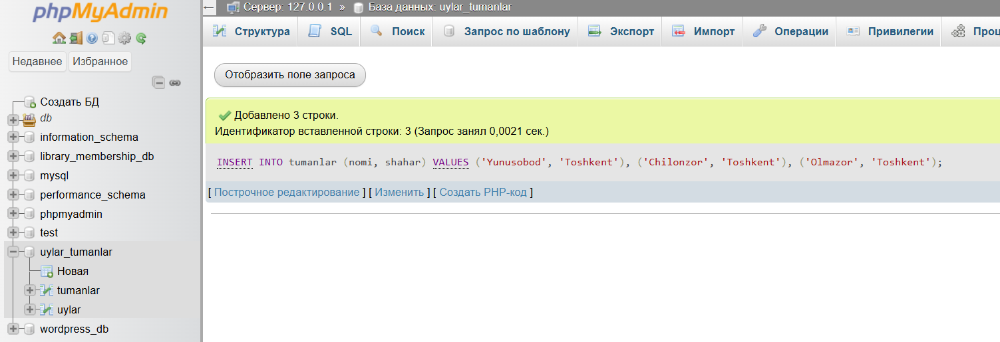 phpMyAdmin
Недавнее Избранное
Создать БД
db
information_schema
library_membership_db
mysql
performance_schema
phpmyadmin
test
uylar_tumanlar
Новая
tumanlar
uylar
wordpress_db
← Сервер: 127.0.0.1 » База данных: uylar_tumanlar
Структура SQL Поиск Запрос по шаблону Экспорт Импорт Операции Привилегии Проц
Отобразить поле запроса
Добавлено 3 строки.
Идентификатор вставленной строки: 3 (Запрос занял 0,0021 сек.)
INSERT INTO tumanlar (nomi, shahar) VALUES ('Yunusobod', 'Toshkent'), ('Chilonzor', 'Toshkent'), ('Olmazor', 'Toshkent');
[ Построчное редактирование ] [ Изменить ] [ Создать PHP-код ]